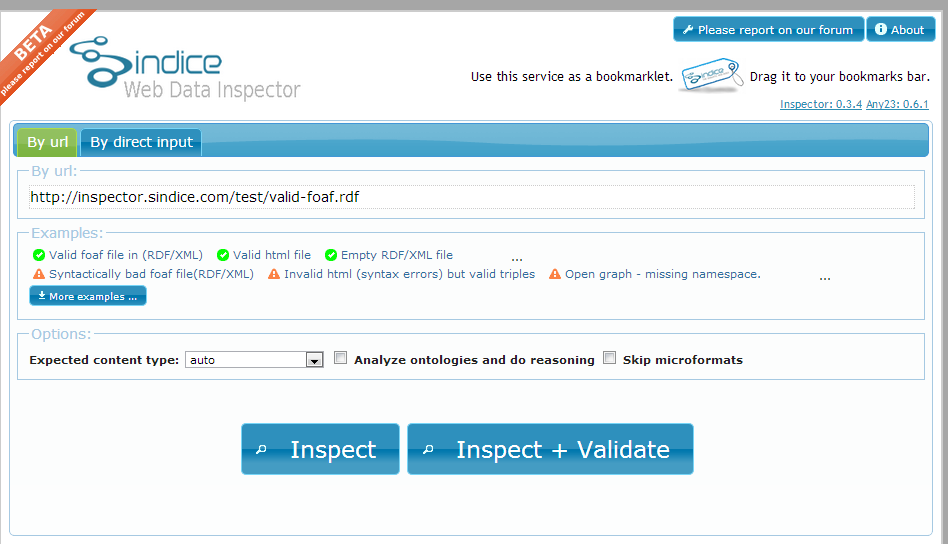 BETA
please report on our forum
Please report on our forum
About
sindice
Web Data Inspector
Use this service as a bookmarklet.
sindice
Drag it to your bookmarks bar.
Inspector: 0.3.4 Any23: 0.6.1
By url
By direct input
By url:
http://inspector.sindice.com/test/valid-foaf.rdf
Examples:
Valid foaf file in (RDF/XML) Valid html file Empty RDF/XML file ...
Syntactically bad foaf file(RDF/XML) Invalid html (syntax errors) but valid triples Open graph - missing namespace. ...
More examples ...
Options:
Expected content type: auto Analyze ontologies and do reasoning Skip microformats
Inspect
Inspect + Validate